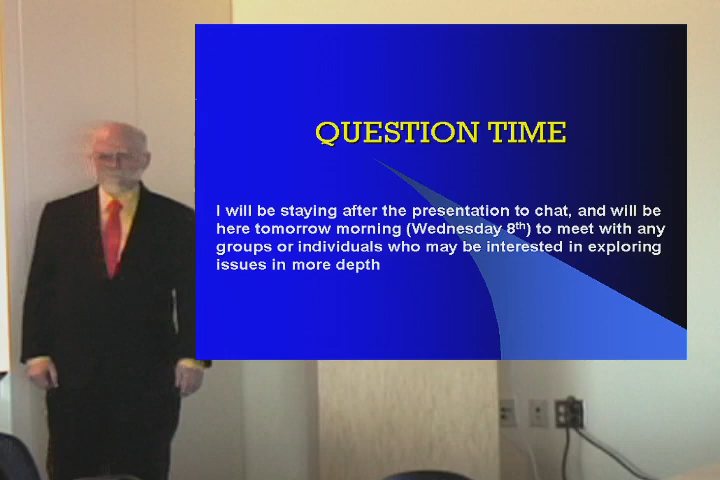 QUESTION TIME
I will be staying after the presentation to chat, and will be
here tomorrow morning (Wednesday 8th) to meet with any
groups or individuals who may be interested in exploring
issues in more depth